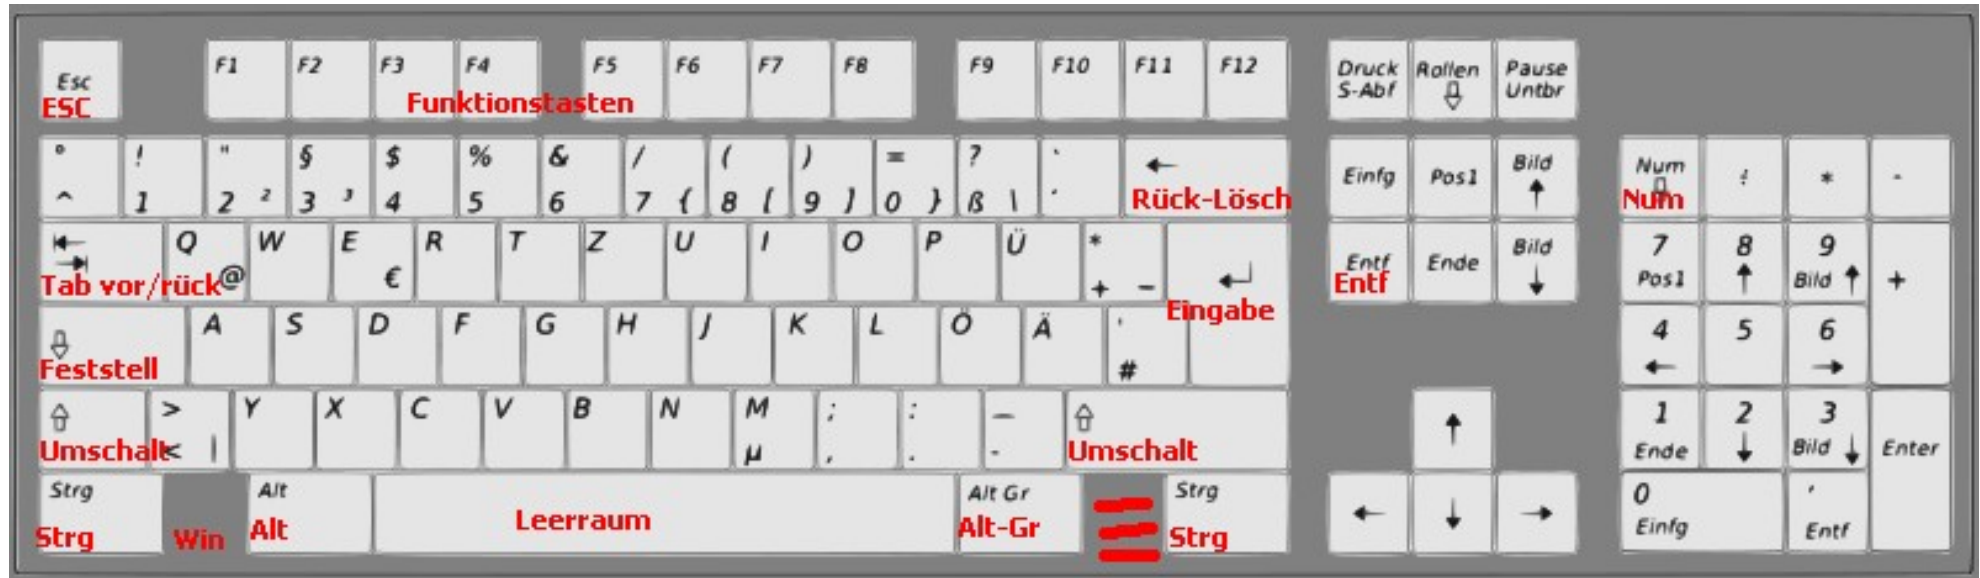 Esc F1 F2 F3 F4 F5 F6 F7 F8 F9 F10 F11 F12 Druck S-Abf Rollen Pause Untbr
ESC Funktionstasten
° ! " § $ % & / ( ) = ? ` Einfg Pos1 Bild Num ÷ * -
^ 1 2 ² 3 ³ 4 5 6 7 { 8 [ 9 ] 0 } ß \ ´ Rück-Lösch Num
Q W E R T Z U I O P Ü * Entf Ende Bild 7 8 9 +
Tab vor/rück @ € + ~ Eingabe Entf Pos1 Bild
A S D F G H J K L Ö Ä ' 4 5 6
Feststell #
> Y X C V B N M ; : _ 1 2 3
Umschalt < | µ , . - Umschalt Ende Bild Enter
Strg Alt Alt Gr Strg 0 ,
Strg Win Alt Leerraum Alt-Gr Strg Einfg Entf